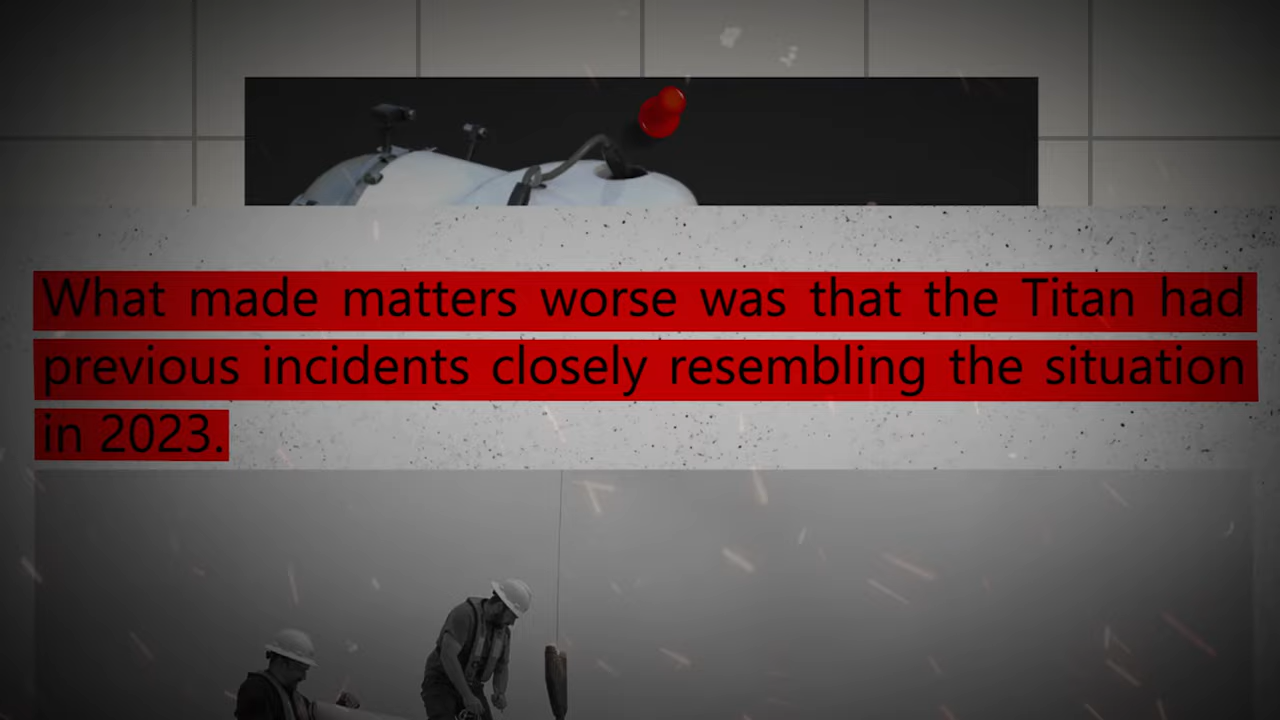 What made matters worse was that the Titan had
previous incidents closely resembling the situation
in 2023.